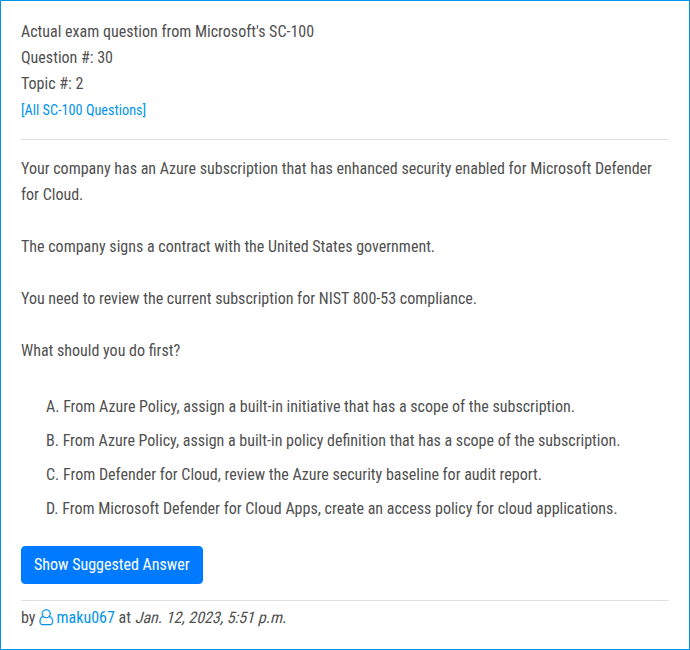 Actual exam question from Microsoft's SC-100
Question #: 30
Topic #: 2
[All SC-100 Questions]
Your company has an Azure subscription that has enhanced security enabled for Microsoft Defender
for Cloud.
The company signs a contract with the United States government.
You need to review the current subscription for NIST 800-53 compliance.
What should you do first?
A. From Azure Policy, assign a built-in initiative that has a scope of the subscription.
B. From Azure Policy, assign a built-in policy definition that has a scope of the subscription.
C. From Defender for Cloud, review the Azure security baseline for audit report.
D. From Microsoft Defender for Cloud Apps, create an access policy for cloud applications.
Show Suggested Answer
by maku067 at Jan. 12, 2023, 5:51 p.m.